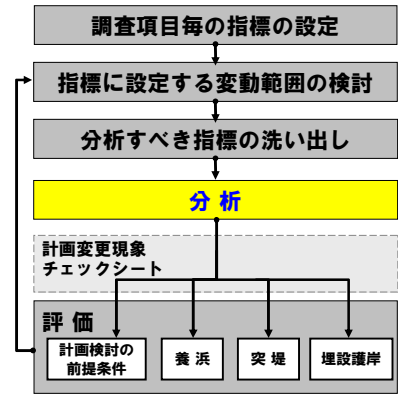 調査項目毎の指標の設定
指標に設定する変動範囲の検討
分析すべき指標の洗い出し
分 析
計画変更現象
チェックシート
評 価
計画検討の
前提条件
養 浜
突 堤
埋設護岸